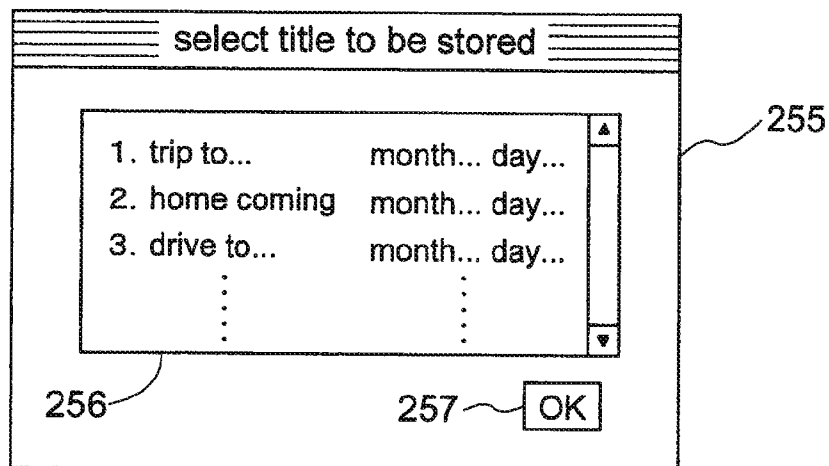 select title to be stored
255
1. trip to... month... day...
2. home coming month... day...
3. drive to... month... day...
256
257 OK